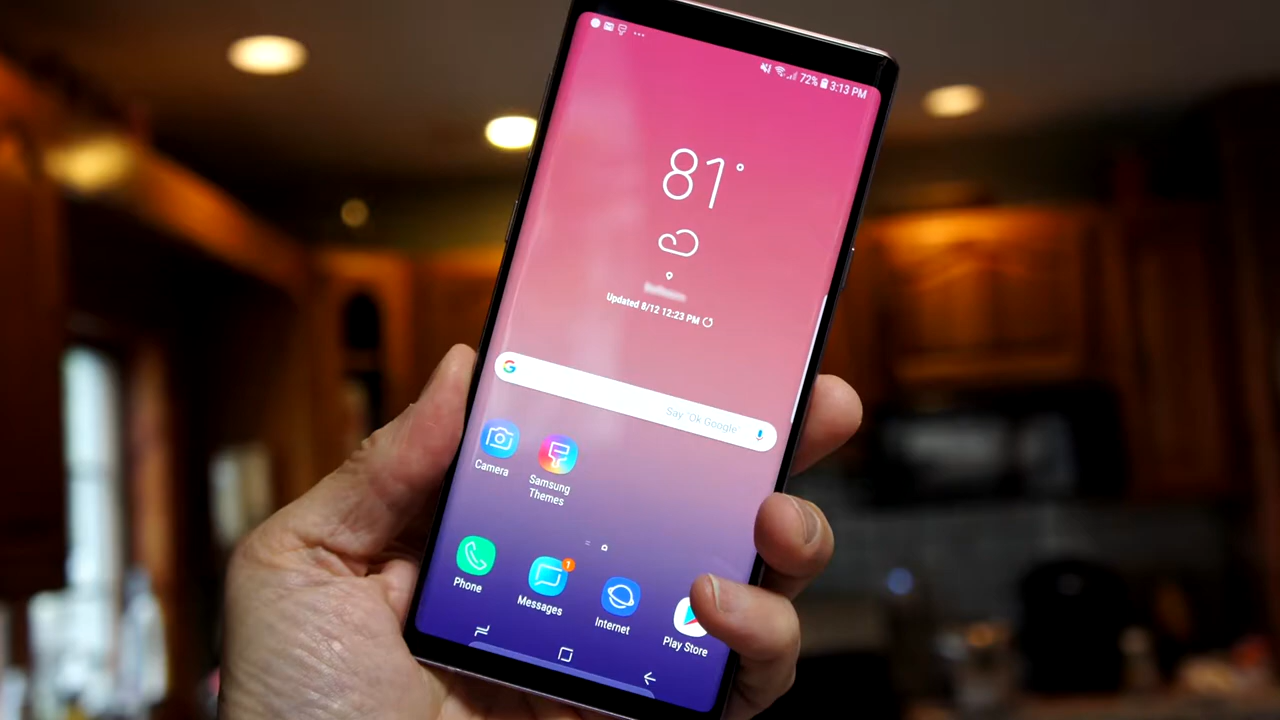 72% 3:13 PM
81°
Updated 8/12 12:23 PM
G
Say "Ok Google"
Camera
Samsung
Themes
Phone
1
Messages
Internet
Play Store